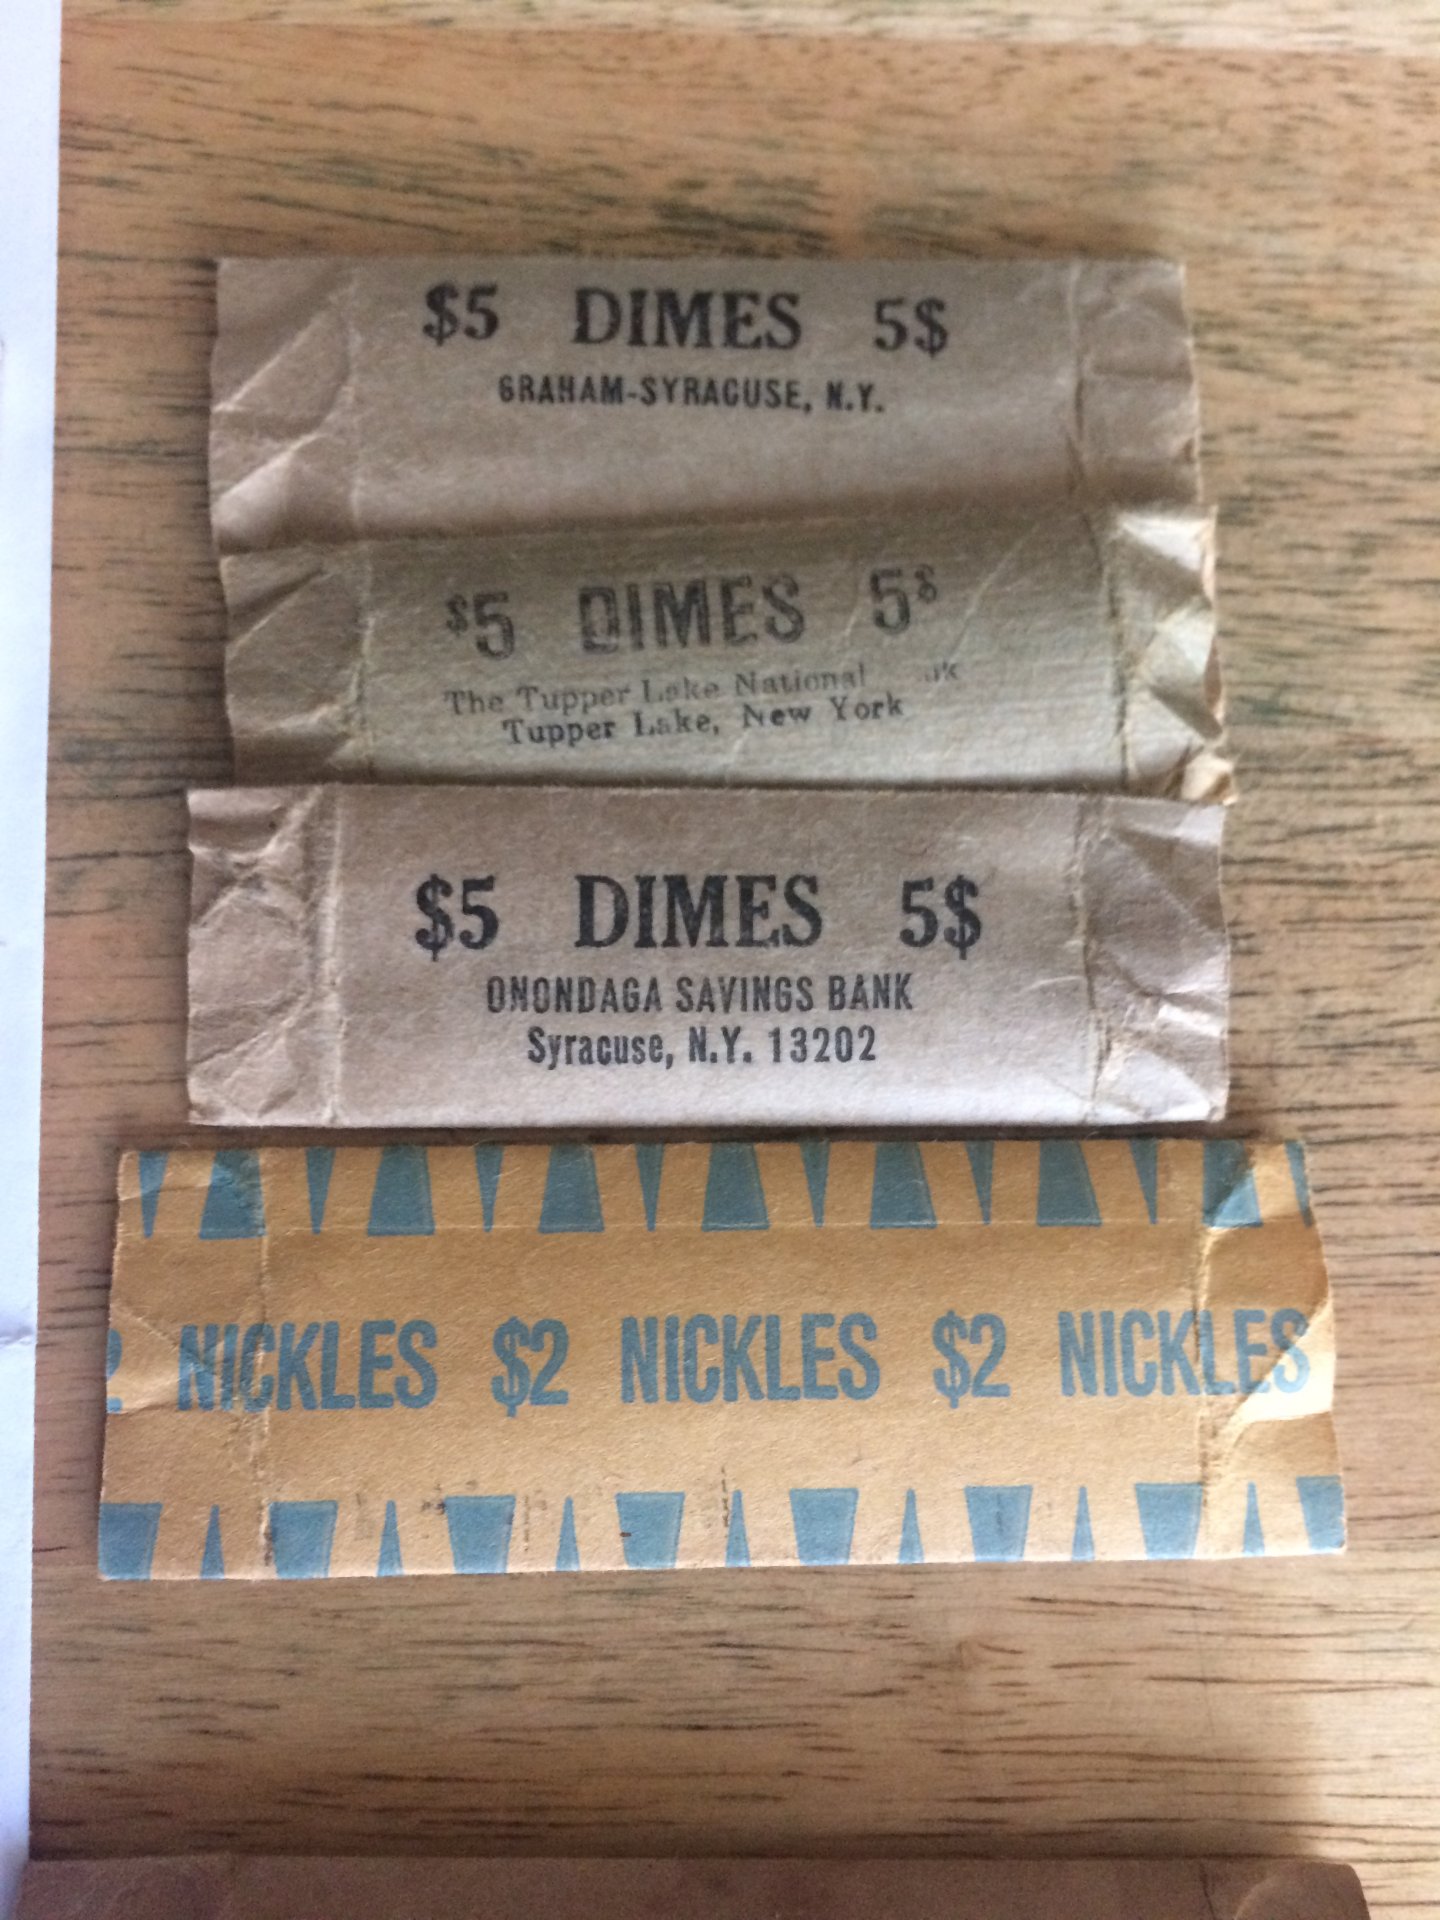 $5 DIMES 5$
GRAHAM-SYRACUSE, N.Y.
$5 DIMES 5$
The Tupper Lake National
Tupper Lake, New York
$5 DIMES 5$
ONONDAGA SAVINGS BANK
Syracuse, N.Y. 13202
2 NICKLES $2 NICKLES $2 NICKLES